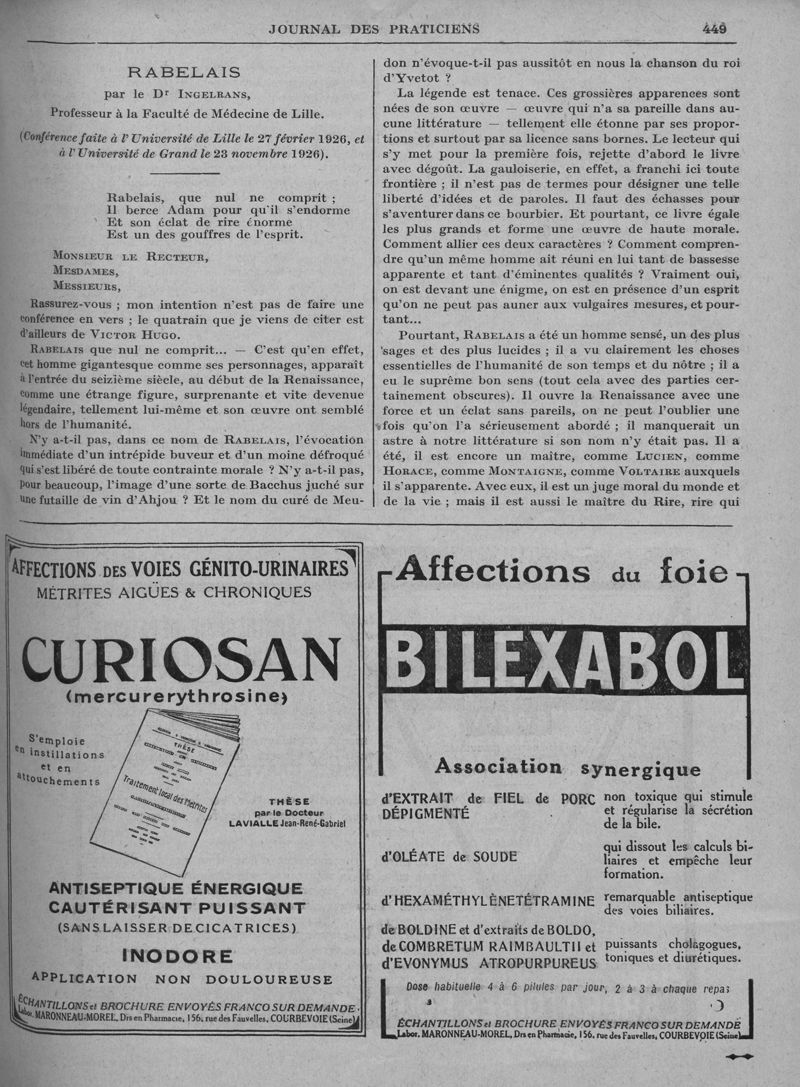 JOURNAL DES PRATICIENS 449
RABELAIS
par le Dr INGELRANS,
Professeur à la Faculté de Médecine de Lille.
(Conférence faite à l'Université de Lille le 27 février 1926, et
à l'Université de Grand le 23 novembre 1926).
Rabelais, que nul ne comprit ;
Il berce Adam pour qu'il s'endorme
Et son éclat de rire énorme
Est un des gouffres de l'esprit.
MONSIEUR LE RECTEUR,
MESDAMES,
MESSIEURS,
Rassurez-vous ; mon intention n'est pas de faire une
conférence en vers ; le quatrain que je viens de citer est
d'ailleurs de VICTOR HUGO.
RABELAIS que nul ne comprit... — C'est qu'en effet,
cet homme gigantesque comme ses personnages, apparaît
à l'entrée du seizième siècle, au début de la Renaissance,
comme une étrange figure, surprenante et vite devenue
légendaire, tellement lui-même et son œuvre ont semblé
hors de l'humanité.
N'y a-t-il pas, dans ce nom de RABELAIS, l'évocation
immédiate d'un intrépide buveur et d'un moine défroqué
qui s'est libéré de toute contrainte morale ? N'y a-t-il pas,
pour beaucoup, l'image d'une sorte de Bacchus juché sur
une futaille de vin d'Ahjou ? Et le nom du curé de Meu-
don n'évoque-t-il pas aussitôt en nous la chanson du roi
d'Yvetot ?
La légende est tenace. Ces grossières apparences sont
nées de son œuvre — œuvre qui n'a sa pareille dans au-
cune littérature — tellement elle étonne par ses propor-
tions et surtout par sa licence sans bornes. Le lecteur qui
s'y met pour la première fois, rejette d'abord le livre
avec dégoût. La gauloiserie, en effet, a franchi ici toute
frontière ; il n'est pas de termes pour désigner une telle
liberté d'idées et de paroles. Il faut des échasses pour
s'aventurer dans ce bourbier. Et pourtant, ce livre égale
les plus grands et forme une œuvre de haute morale.
Comment allier ces deux caractères ? Comment compren-
dre qu'un même homme ait réuni en lui tant de bassesse
apparente et tant d'éminentes qualités ? Vraiment oui,
on est devant une énigme, on est en présence d'un esprit
qu'on ne peut pas auner aux vulgaires mesures, et pour-
tant...
Pourtant, RABELAIS a été un homme sensé, un des plus
sages et des plus lucides ; il a vu clairement les choses
essentielles de l'humanité de son temps et du nôtre ; il a
eu le suprême bon sens (tout cela avec des parties cer-
tainement obscures). Il ouvre la Renaissance avec une
force et un éclat sans pareils, on ne peut l'oublier une
fois qu'on l'a sérieusement abordé ; il manquerait un
astre à notre littérature si son nom n'y était pas. Il a
été, il est encore un maître, comme LUCIEN, comme
HORACE, comme MONTAIGNE, comme VOLTAIRE auxquels
il s'apparente. Avec eux, il est un juge moral du monde et
de la vie ; mais il est aussi le maître du Rire, rire qui
AFFECTIONS DES VOIES GÉNITO-URINAIRES
MÉTRITES AIGÜES & CHRONIQUES
CURIOSAN
(mercurerythrosine)
S'emploie
en instillations
et en
attouchements
THÈSE
Traitement local des Métrites
THÈSE
par le Docteur
LAVIALLE Jean-René-Gabriel
ANTISEPTIQUE ÉNERGIQUE
CAUTÉRISANT PUISSANT
(SANS LAISSER DE CICATRICES)
INODORE
APPLICATION NON DOULOUREUSE
ÉCHANTILLONS et BROCHURE ENVOYÉS FRANCO SUR DEMANDE
Labor. MARONNEAU-MOREL, Drs en Pharmacie, 156, rue des Fauvelles, COURBEVOIE (Seine)
Affections du foie
BILEXABOL
Association synergique
d'EXTRAIT de FIEL de PORC non toxique qui stimule
DÉPIGMENTÉ et régularise la sécrétion
de la bile.
d'OLÉATE de SOUDE qui dissout les calculs bi-
liaires et empêche leur
formation.
d'HEXAMÉTHYLÈNETÉTRAMINE remarquable antiseptique
des voies biliaires.
de BOLDINE et d'extraits de BOLDO,
de COMBRETUM RAIMBAULTII et puissants cholagogues,
d'EVONYMUS ATROPURPUREUS toniques et diurétiques.
Dose habituelle 4 à 6 pilules par jour, 2 à 3 à chaque repas
ÉCHANTILLONS et BROCHURE ENVOYÉS FRANCO SUR DEMANDE
Labor. MARONNEAU-MOREL, Drs en Pharmacie, 156, rue des Fauvelles, COURBEVOIE (Seine)